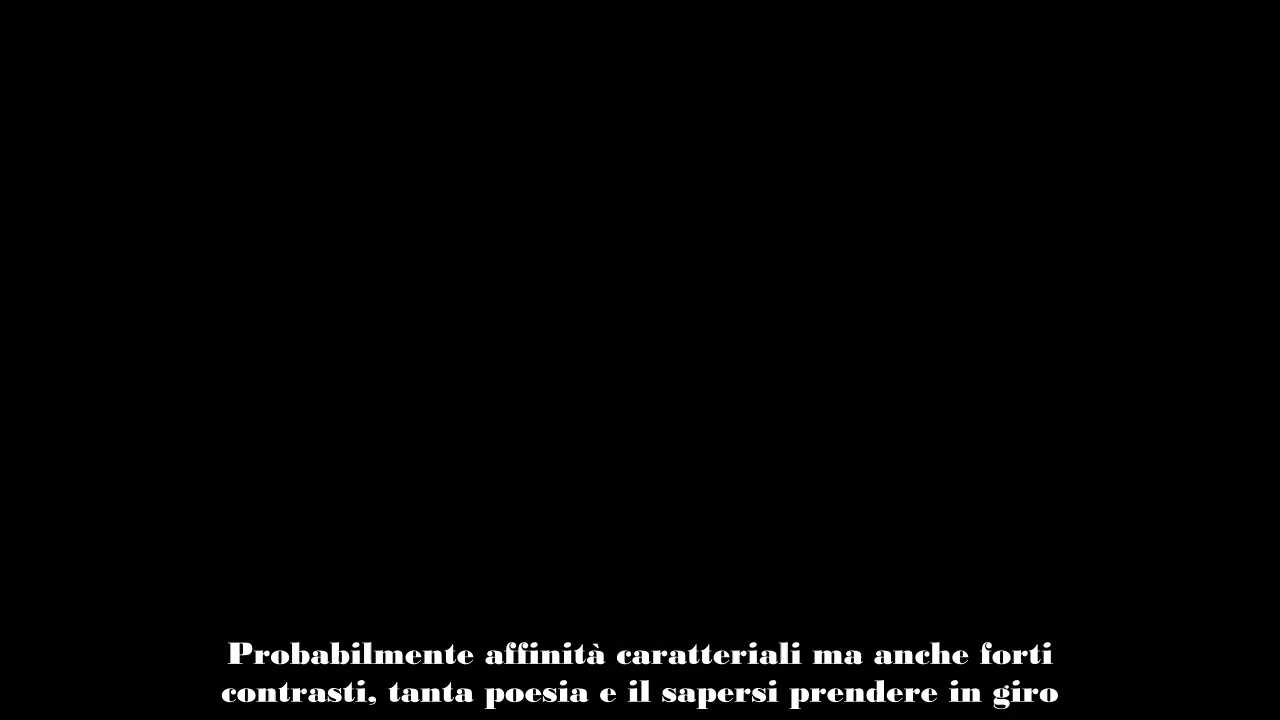 Probabilmente affinità caratteriali ma anche forti
contrasti, tanta poesia e il sapersi prendere in giro